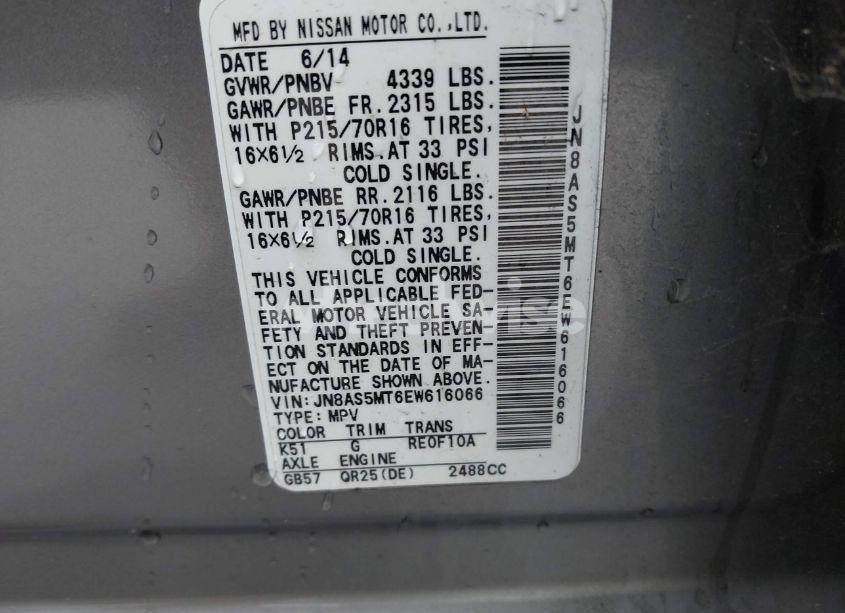 MFD BY NISSAN MOTOR CO.,LTD.
DATE 6/14
GVWR/PNBV 4339 LBS.
GAWR/PNBE FR. 2315 LBS.
WITH P215/70R16 TIRES,
16X6½ RIMS. AT 33 PSI
COLD SINGLE.
GAWR/PNBE RR. 2116 LBS.
WITH P215/70R16 TIRES,
16X6½ RIMS. AT 33 PSI
COLD SINGLE.
THIS VEHICLE CONFORMS
TO ALL APPLICABLE FED-
ERAL MOTOR VEHICLE SA-
FETY AND THEFT PREVEN-
TION STANDARDS IN EFF-
ECT ON THE DATE OF MA-
NUFACTURE SHOWN ABOVE.
VIN: JN8AS5MT6EW616066
TYPE: MPV
COLOR TRIM TRANS
K51 G RE0F10A
AXLE ENGINE
GB57 QR25(DE) 2488CC
JN8AS5MT6EW616066